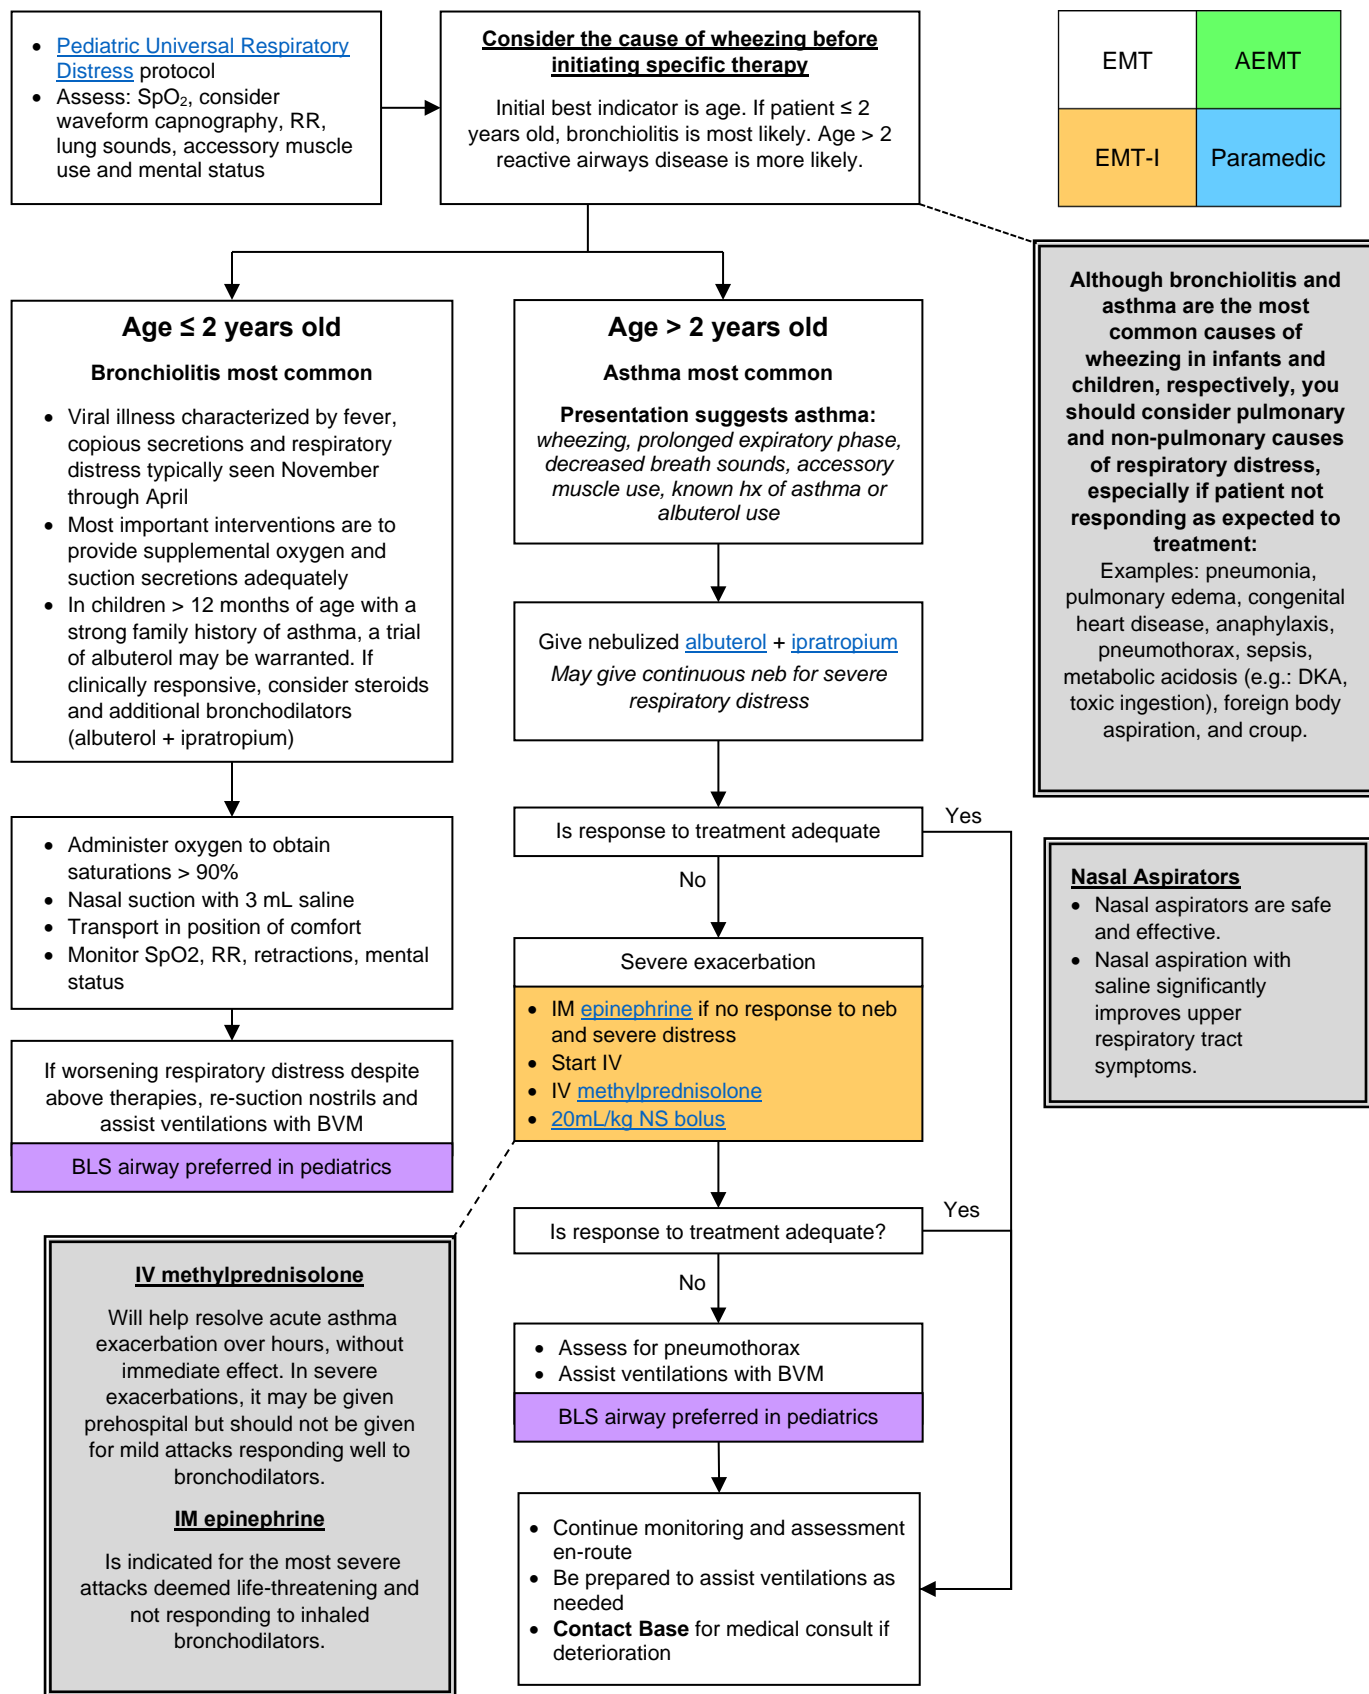 • Pediatric Universal Respiratory
Distress protocol
• Assess: SpO₂, consider
waveform capnography, RR,
lung sounds, accessory muscle
use and mental status
Consider the cause of wheezing before
initiating specific therapy
Initial best indicator is age. If patient ≤ 2
years old, bronchiolitis is most likely. Age > 2
reactive airways disease is more likely.
EMT
AEMT
EMT-I
Paramedic
Although bronchiolitis and
asthma are the most
common causes of
wheezing in infants and
children, respectively, you
should consider pulmonary
and non-pulmonary causes
of respiratory distress,
especially if patient not
responding as expected to
treatment:
Examples: pneumonia,
pulmonary edema, congenital
heart disease, anaphylaxis,
pneumothorax, sepsis,
metabolic acidosis (e.g.: DKA,
toxic ingestion), foreign body
aspiration, and croup.
Age ≤ 2 years old
Bronchiolitis most common
• Viral illness characterized by fever,
copious secretions and respiratory
distress typically seen November
through April
• Most important interventions are to
provide supplemental oxygen and
suction secretions adequately
• In children > 12 months of age with a
strong family history of asthma, a trial
of albuterol may be warranted. If
clinically responsive, consider steroids
and additional bronchodilators
(albuterol + ipratropium)
Age > 2 years old
Asthma most common
Presentation suggests asthma:
wheezing, prolonged expiratory phase,
decreased breath sounds, accessory
muscle use, known hx of asthma or
albuterol use
Give nebulized albuterol + ipratropium
May give continuous neb for severe
respiratory distress
Is response to treatment adequate
Yes
No
• Administer oxygen to obtain
saturations > 90%
• Nasal suction with 3 mL saline
• Transport in position of comfort
• Monitor SpO2, RR, retractions, mental
status
Nasal Aspirators
• Nasal aspirators are safe
and effective.
• Nasal aspiration with
saline significantly
improves upper
respiratory tract
symptoms.
Severe exacerbation
• IM epinephrine if no response to neb
and severe distress
• Start IV
• IV methylprednisolone
• 20mL/kg NS bolus
If worsening respiratory distress despite
above therapies, re-suction nostrils and
assist ventilations with BVM
BLS airway preferred in pediatrics
Is response to treatment adequate?
Yes
No
IV methylprednisolone
Will help resolve acute asthma
exacerbation over hours, without
immediate effect. In severe
exacerbations, it may be given
prehospital but should not be given
for mild attacks responding well to
bronchodilators.
IM epinephrine
Is indicated for the most severe
attacks deemed life-threatening and
not responding to inhaled
bronchodilators.
• Assess for pneumothorax
• Assist ventilations with BVM
BLS airway preferred in pediatrics
• Continue monitoring and assessment
en-route
• Be prepared to assist ventilations as
needed
• Contact Base for medical consult if
deterioration